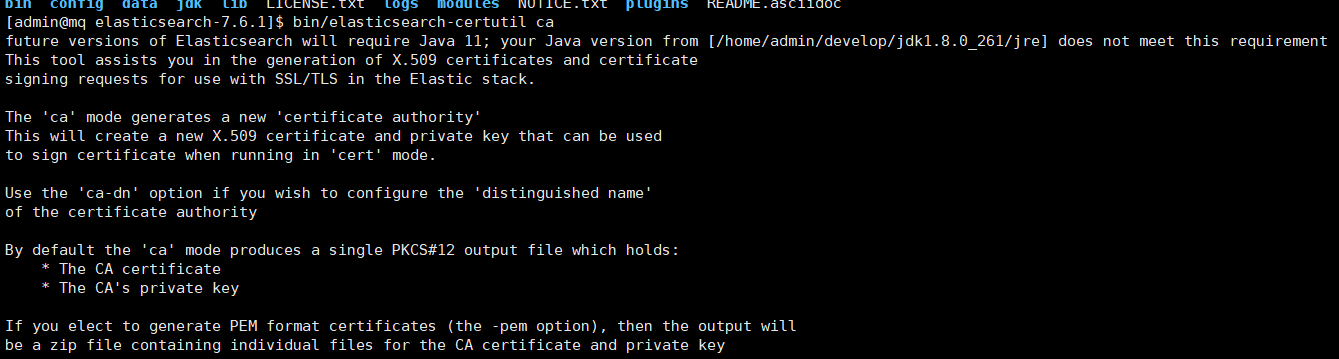 bin config data jdk lib LICENSE.txt logs modules NOTICE.txt plugins README.asciidoc
[admin@mq elasticsearch-7.6.1]$ bin/elasticsearch-certutil ca
future versions of Elasticsearch will require Java 11; your Java version from [/home/admin/develop/jdk1.8.0_261/jre] does not meet this requirement
This tool assists you in the generation of X.509 certificates and certificate
signing requests for use with SSL/TLS in the Elastic stack.
The 'ca' mode generates a new 'certificate authority'
This will create a new X.509 certificate and private key that can be used
to sign certificate when running in 'cert' mode.
Use the 'ca-dn' option if you wish to configure the 'distinguished name'
of the certificate authority
By default the 'ca' mode produces a single PKCS#12 output file which holds:
* The CA certificate
* The CA's private key
If you elect to generate PEM format certificates (the -pem option), then the output will
be a zip file containing individual files for the CA certificate and private key